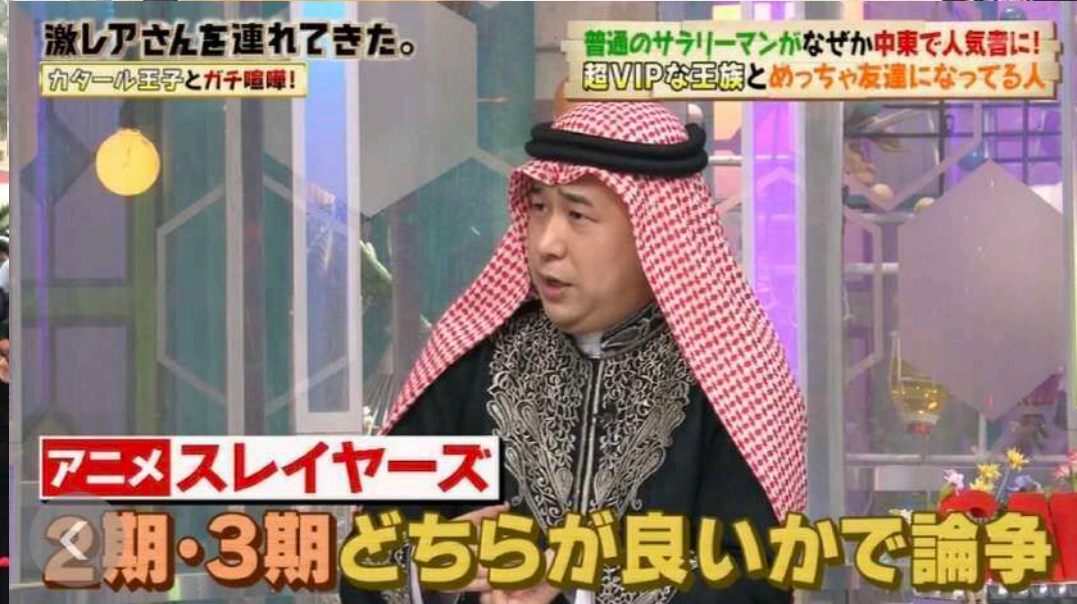 激レアさんを連れてきた。
カタール王子とガチ喧嘩!
普通のサラリーマンがなぜか中東で人気者に!
超VIPな王族とめっちゃ友達になってる人
アニメスレイヤーズ
2期・3期どちらが良いかで論争